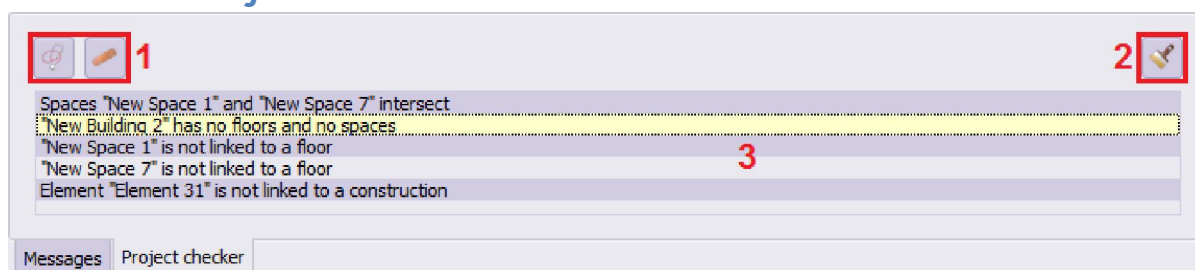 1
2
Spaces "New Space 1" and "New Space 7" intersect
"New Building 2" has no floors and no spaces
"New Space 1" is not linked to a floor
3
"New Space 7" is not linked to a floor
Element "Element 31" is not linked to a construction
Messages
Project checker